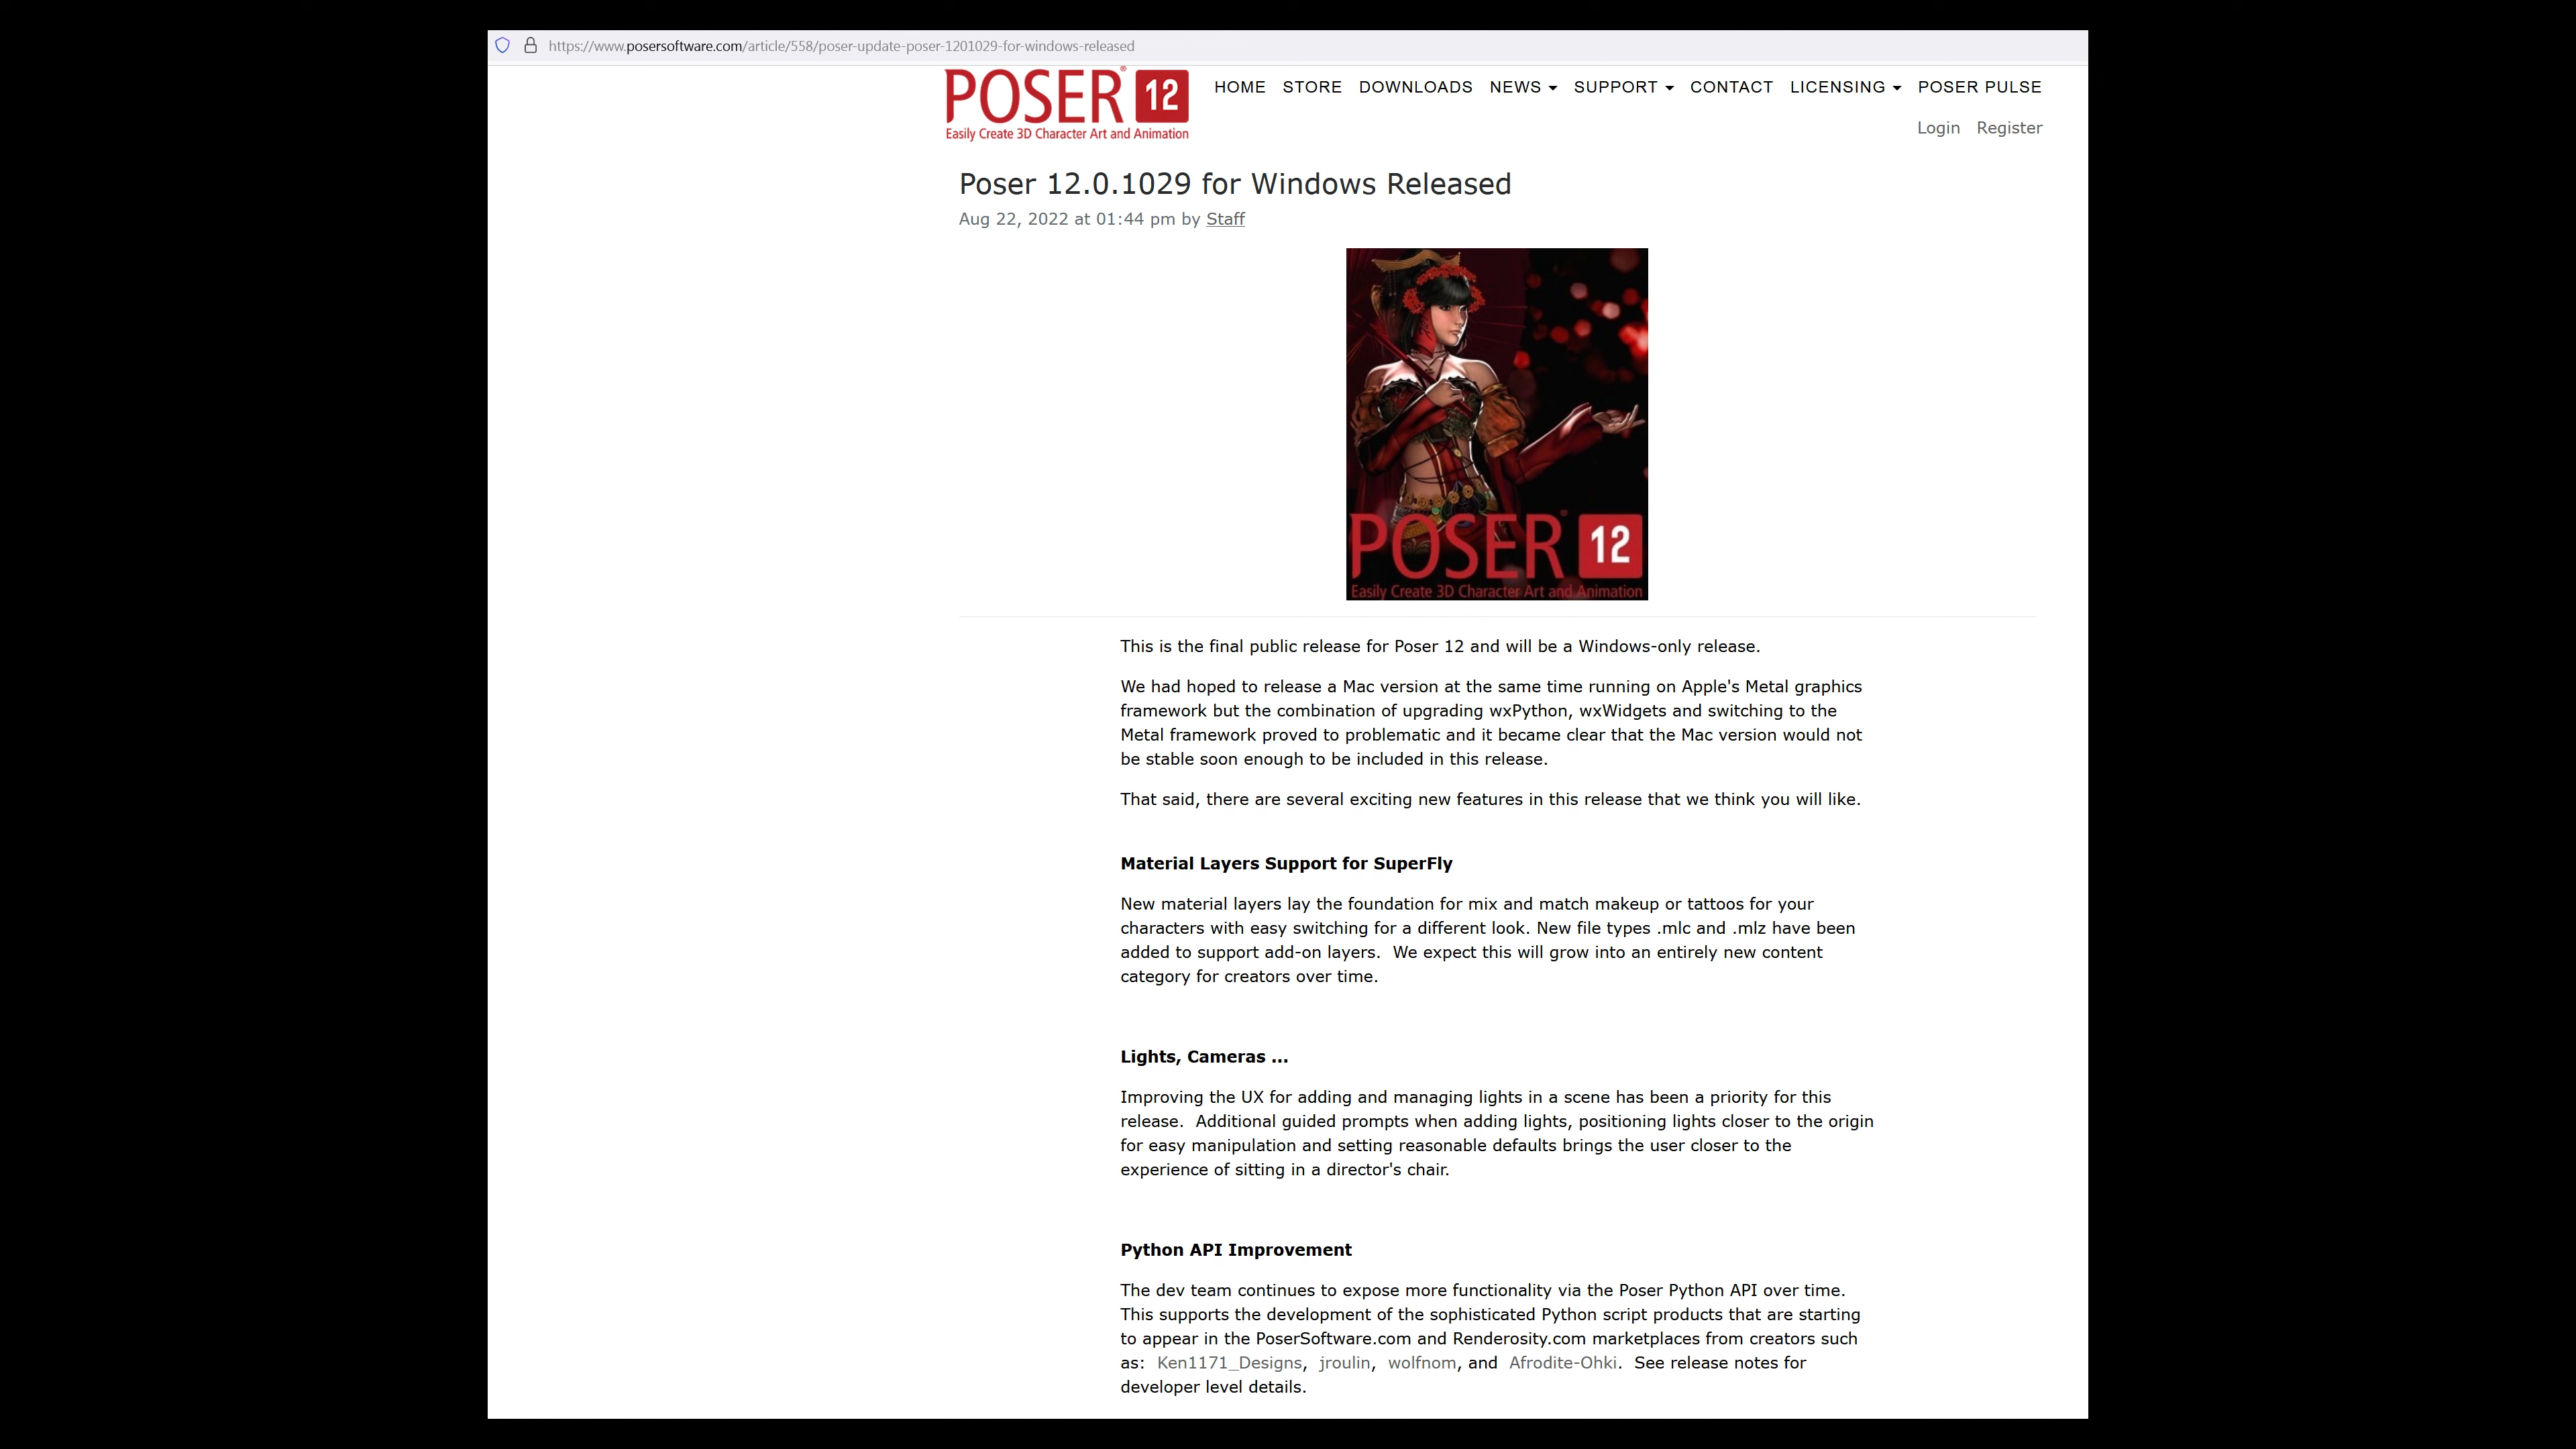 https://www.posersoftware.com/article/558/poser-update-poser-1201029-for-windows-released
POSER® 12
Easily Create 3D Character Art and Animation
HOME STORE DOWNLOADS NEWS SUPPORT CONTACT LICENSING POSER PULSE
Login Register
Poser 12.0.1029 for Windows Released
Aug 22, 2022 at 01:44 pm by Staff
POSER® 12
Easily Create 3D Character Art and Animation
This is the final public release for Poser 12 and will be a Windows-only release.
We had hoped to release a Mac version at the same time running on Apple's Metal graphics
framework but the combination of upgrading wxPython, wxWidgets and switching to the
Metal framework proved to problematic and it became clear that the Mac version would not
be stable soon enough to be included in this release.
That said, there are several exciting new features in this release that we think you will like.
Material Layers Support for SuperFly
New material layers lay the foundation for mix and match makeup or tattoos for your
characters with easy switching for a different look. New file types .mlc and .mlz have been
added to support add-on layers.  We expect this will grow into an entirely new content
category for creators over time.
Lights, Cameras ...
Improving the UX for adding and managing lights in a scene has been a priority for this
release.  Additional guided prompts when adding lights, positioning lights closer to the origin
for easy manipulation and setting reasonable defaults brings the user closer to the
experience of sitting in a director's chair.
Python API Improvement
The dev team continues to expose more functionality via the Poser Python API over time.
This supports the development of the sophisticated Python script products that are starting
to appear in the PoserSoftware.com and Renderosity.com marketplaces from creators such
as:  Ken1171_Designs,  jroulin,  wolfnom, and  Afrodite-Ohki.  See release notes for
developer level details.